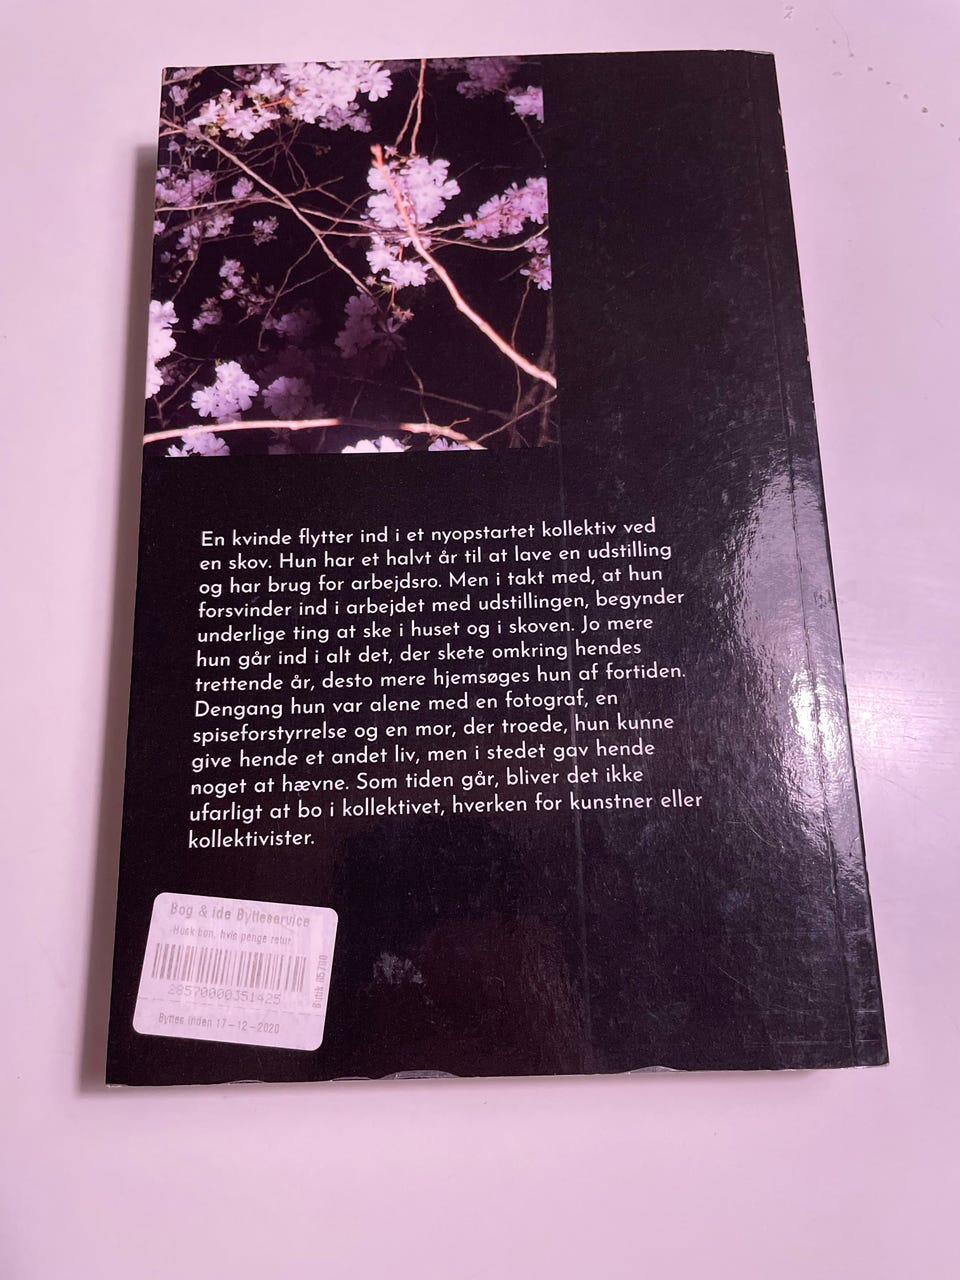 En kvinde flytter ind i et nyopstartet kollektiv ved
en skov. Hun har et halvt år til at lave en udstilling
og har brug for arbejdsro. Men i takt med, at hun
forsvinder ind i arbejdet med udstillingen, begynder
underlige ting at ske i huset og i skoven. Jo mere
hun går ind i alt det, der skete omkring hendes
trettende år, desto mere hjemsøges hun af fortiden.
Dengang hun var alene med en fotograf, en
spiseforstyrrelse og en mor, der troede, hun kunne
give hende et andet liv, men i stedet gav hende
noget at hævne. Som tiden går, bliver det ikke
ufarligt at bo i kollektivet, hverken for kunstner eller
kollektivister.
Bog & ide Bytteservice
Husk bon, hvis penge retur
28570000351425
Byttes inden 17-12-2020
Butik